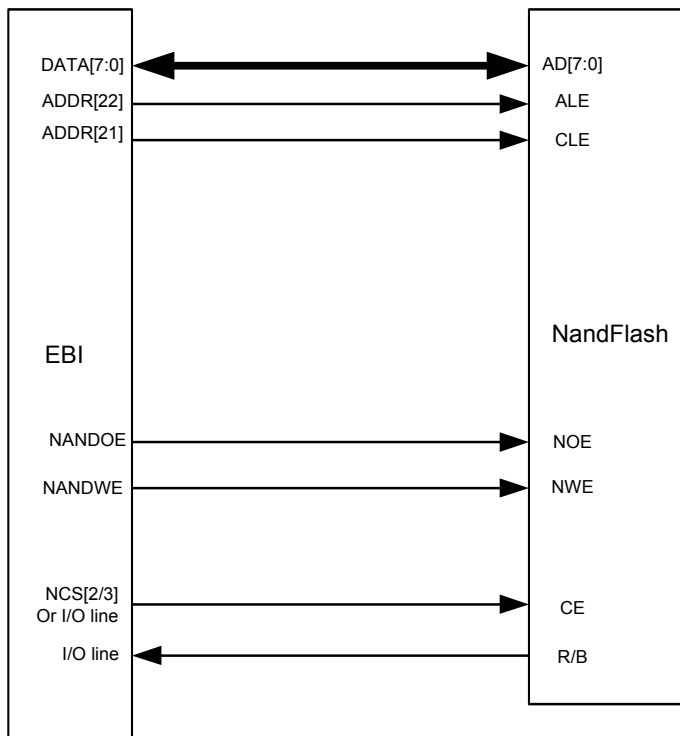 DATA[7:0]
AD[7:0]
ADDR[22]
ALE
ADDR[21]
CLE
EBI
NandFlash
NANDOE
NOE
NANDWE
NWE
NCS[2/3]
Or I/O line
CE
I/O line
R/B